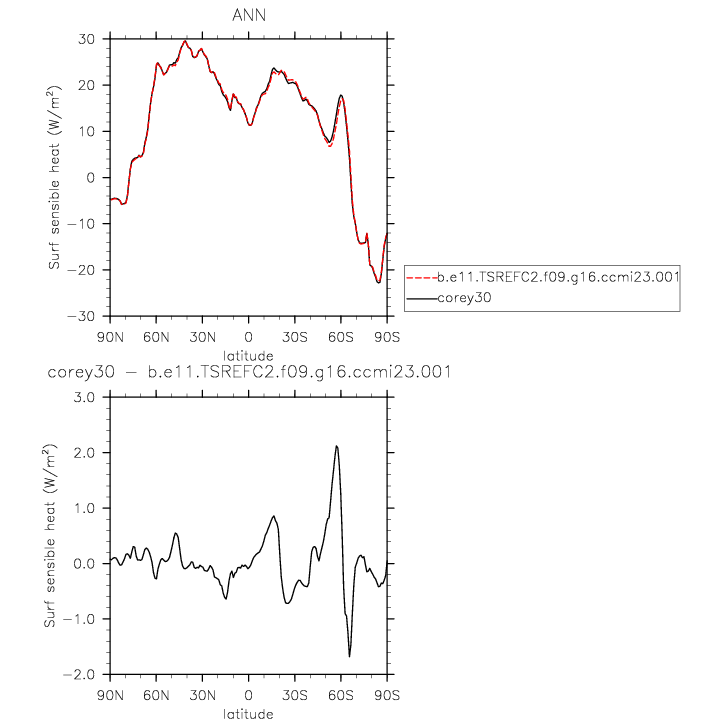 ANN
Surf sensible heat (W/m²)
30
20
10
0
−10
−20
−30
90N 60N 30N 0 30S 60S 90S
latitude
b.e11.TSREFC2.f09.g16.ccmi23.001
corey30
corey30 − b.e11.TSREFC2.f09.g16.ccmi23.001
Surf sensible heat (W/m²)
3.0
2.0
1.0
0.0
−1.0
−2.0
90N 60N 30N 0 30S 60S 90S
latitude